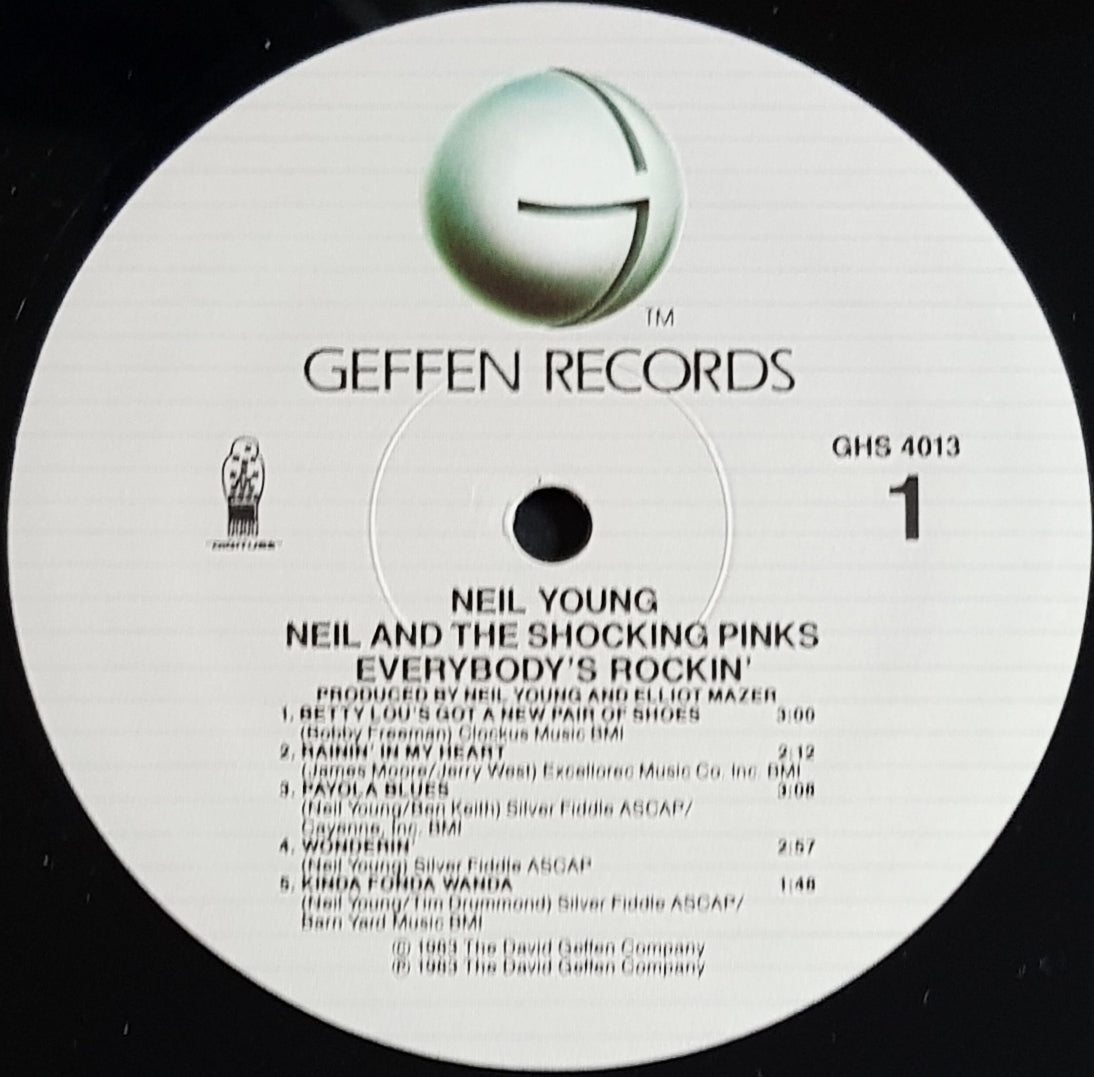 TM
GEFFEN RECORDS
GHS 4013
1
NEIL YOUNG
NEIL AND THE SHOCKING PINKS
EVERYBODY'S ROCKIN'
PRODUCED BY NEIL YOUNG AND ELLIOT MAZER
1. BETTY LOU'S GOT A NEW PAIR OF SHOES 3:00
(Bobby Freeman) Clockus Music BMI
2. RAININ' IN MY HEART 2:12
(James Moore/Jerry West) Excellorec Music Co. Inc. BMI
3. PAYOLA BLUES 3:08
(Neil Young/Ben Keith) Silver Fiddle ASCAP/
Cayenne, Inc. BMI
4. WONDERIN' 2:57
(Neil Young) Silver Fiddle ASCAP
5. KINDA FONDA WANDA
(Neil Young/Tim Drummond) Silver Fiddle ASCAP/
Barn Yard Music BMI
© 1983 The David Geffen Company
℗ 1983 The David Geffen Company